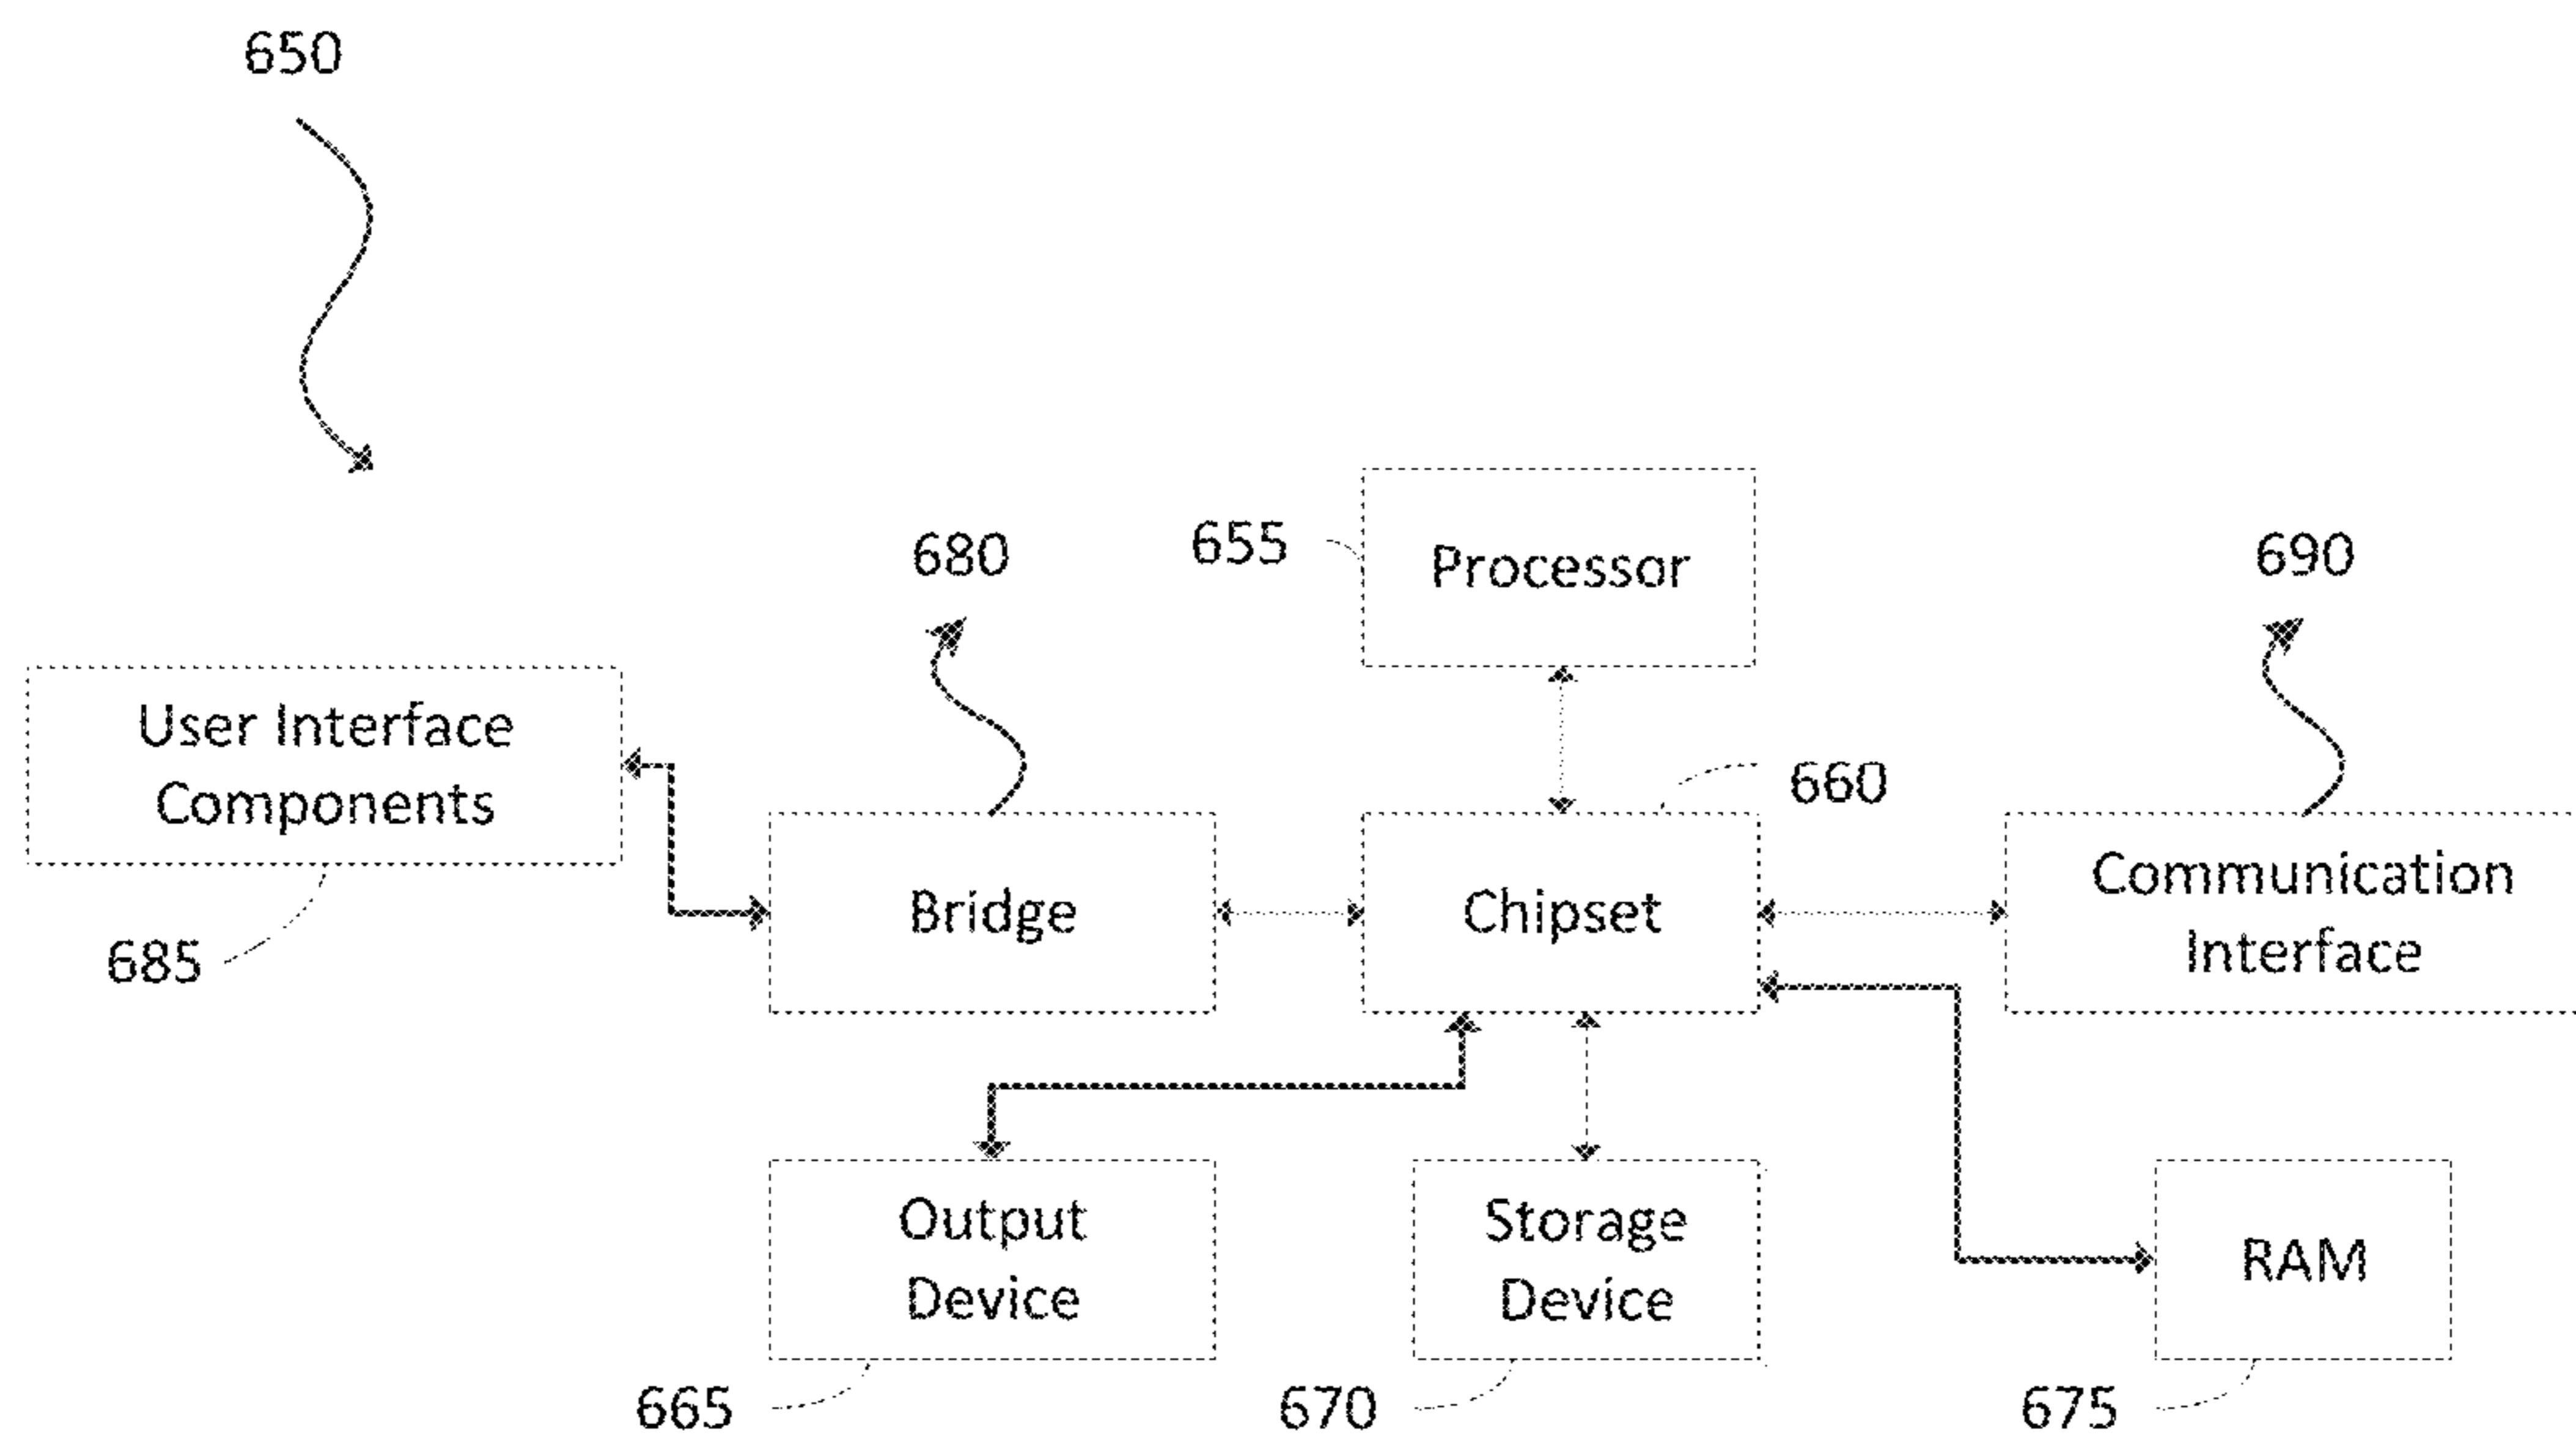 650
680
655
Processor
690
User Interface
Components
660
685
Bridge
Chipset
Communication
Interface
Output
Device
Storage
Device
RAM
665
670
675